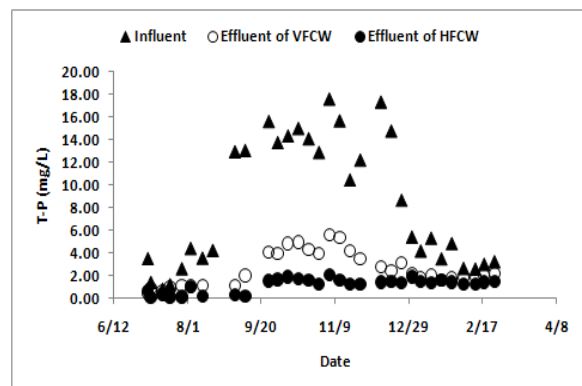 Influent Effluent of VFCW Effluent of HFCW
20.00
18.00
16.00
14.00
12.00
10.00
8.00
6.00
4.00
2.00
0.00
T-P (mg/L)
6/12 8/1 9/20 11/9 12/29 2/17 4/8
Date